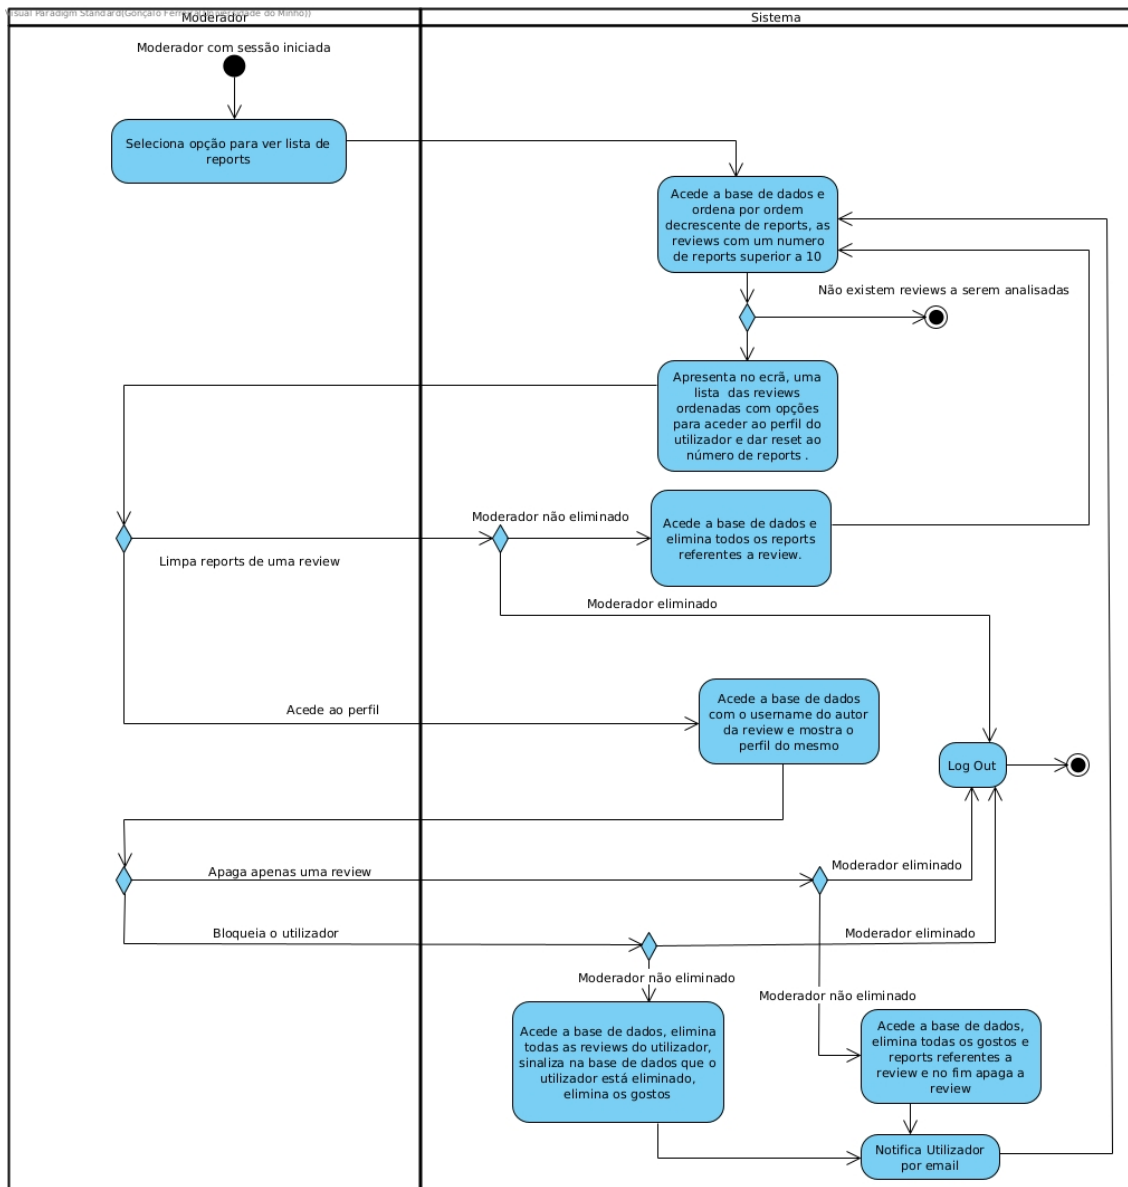 Visual Paradigm Standard(Gonçalo Ferreira(Universidade do Minho))
Moderador
Sistema
Moderador com sessão iniciada
Seleciona opção para ver lista de
reports
Acede a base de dados e
ordena por ordem
decrescente de reports, as
reviews com um numero
de reports superior a 10
Não existem reviews a serem analisadas
Apresenta no ecrã, uma
lista  das reviews
ordenadas com opções
para aceder ao perfil do
utilizador e dar reset ao
número de reports .
Moderador não eliminado
Acede a base de dados e
elimina todos os reports
referentes a review.
Limpa reports de uma review
Moderador eliminado
Acede ao perfil
Acede a base de dados
com o username do autor
da review e mostra o
perfil do mesmo
Log Out
Apaga apenas uma review
Moderador eliminado
Bloqueia o utilizador
Moderador eliminado
Moderador não eliminado
Moderador não eliminado
Acede a base de dados, elimina
todas as reviews do utilizador,
sinaliza na base de dados que o
utilizador está eliminado,
elimina os gostos
Acede a base de dados,
elimina todas os gostos e
reports referentes a
review e no fim apaga a
review
Notifica Utilizador
por email